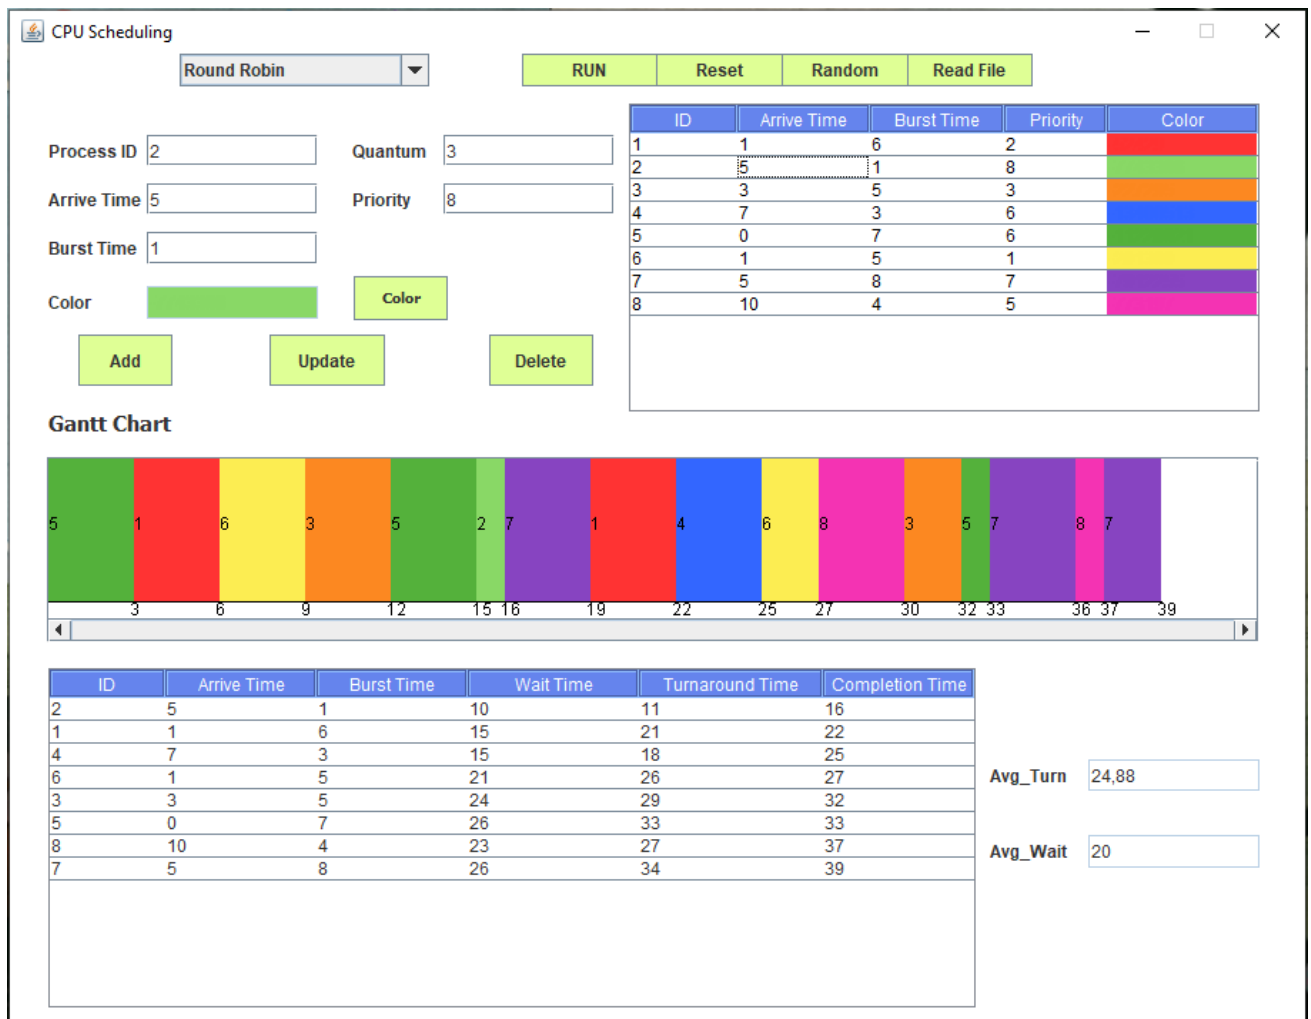 CPU Scheduling
Round Robin RUN Reset Random Read File
ID Arrive Time Burst Time Priority Color
1 1 6 2
2 5 1 8
3 3 5 3
4 7 3 6
5 0 7 6
6 1 5 1
7 5 8 7
8 10 4 5
Process ID 2 Quantum 3
Arrive Time 5 Priority 8
Burst Time 1
Color Color
Add Update Delete
Gantt Chart
5 1 6 3 5 2 7 1 4 6 8 3 5 7 8 7
3 6 9 12 15 16 19 22 25 27 30 32 33 36 37 39
ID Arrive Time Burst Time Wait Time Turnaround Time Completion Time
2 5 1 10 11 16
1 1 6 15 21 22
4 7 3 15 18 25
6 1 5 21 26 27
3 3 5 24 29 32
5 0 7 26 33 33
8 10 4 23 27 37
7 5 8 26 34 39
Avg_Turn 24,88
Avg_Wait 20